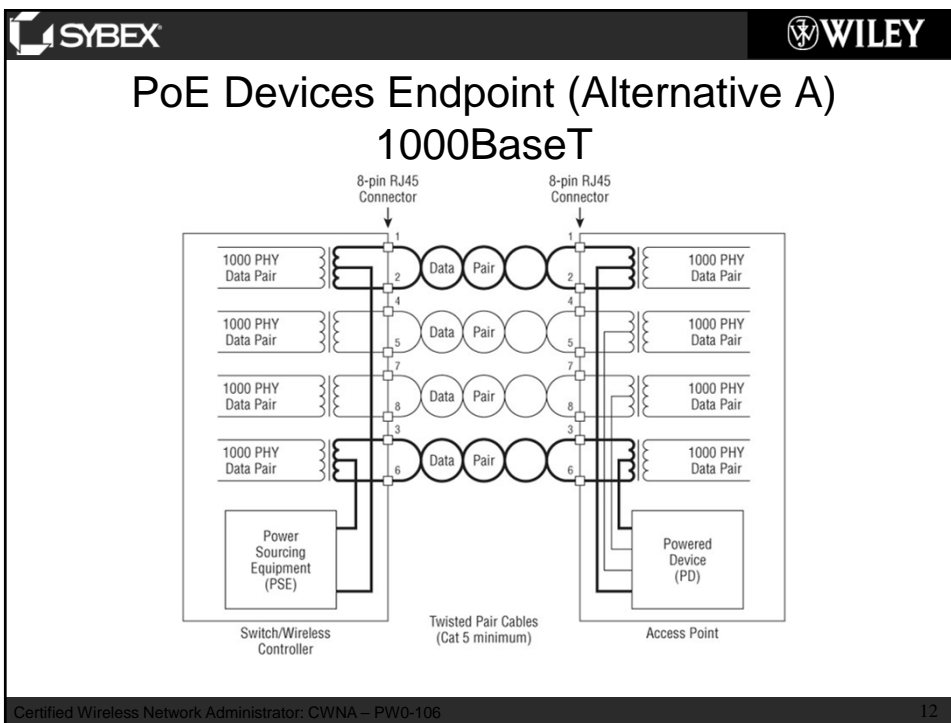 SYBEX
WILEY
PoE Devices Endpoint (Alternative A)
1000BaseT
8-pin RJ45
Connector
8-pin RJ45
Connector
1000 PHY
Data Pair
1
2
Data Pair
1
2
1000 PHY
Data Pair
1000 PHY
Data Pair
4
5
Data Pair
4
5
1000 PHY
Data Pair
1000 PHY
Data Pair
7
8
Data Pair
7
8
1000 PHY
Data Pair
1000 PHY
Data Pair
3
6
Data Pair
3
6
1000 PHY
Data Pair
Power
Sourcing
Equipment
(PSE)
Powered
Device
(PD)
Switch/Wireless
Controller
Twisted Pair Cables
(Cat 5 minimum)
Access Point
Certified Wireless Network Administrator: CWNA – PW0-106
12